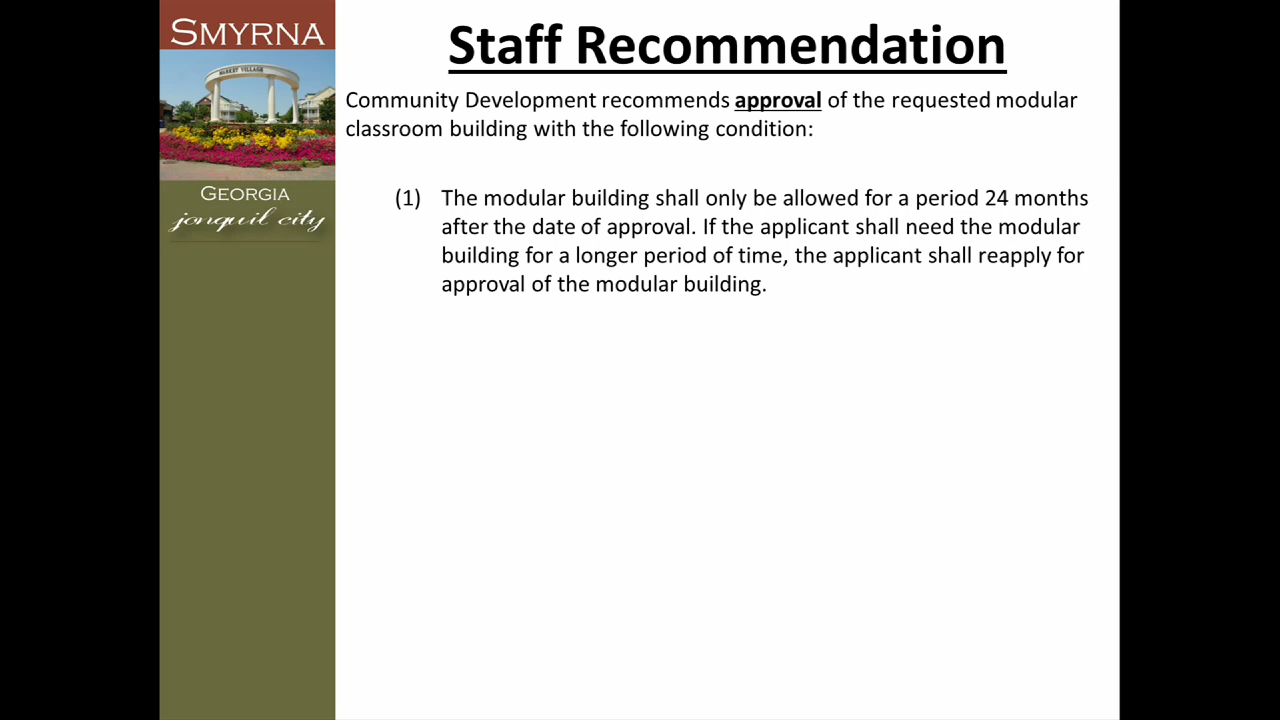 SMYRNA
MARKET VILLAGE
GEORGIA
jonquil city
Staff Recommendation
Community Development recommends approval of the requested modular
classroom building with the following condition:
(1) The modular building shall only be allowed for a period 24 months
after the date of approval. If the applicant shall need the modular
building for a longer period of time, the applicant shall reapply for
approval of the modular building.